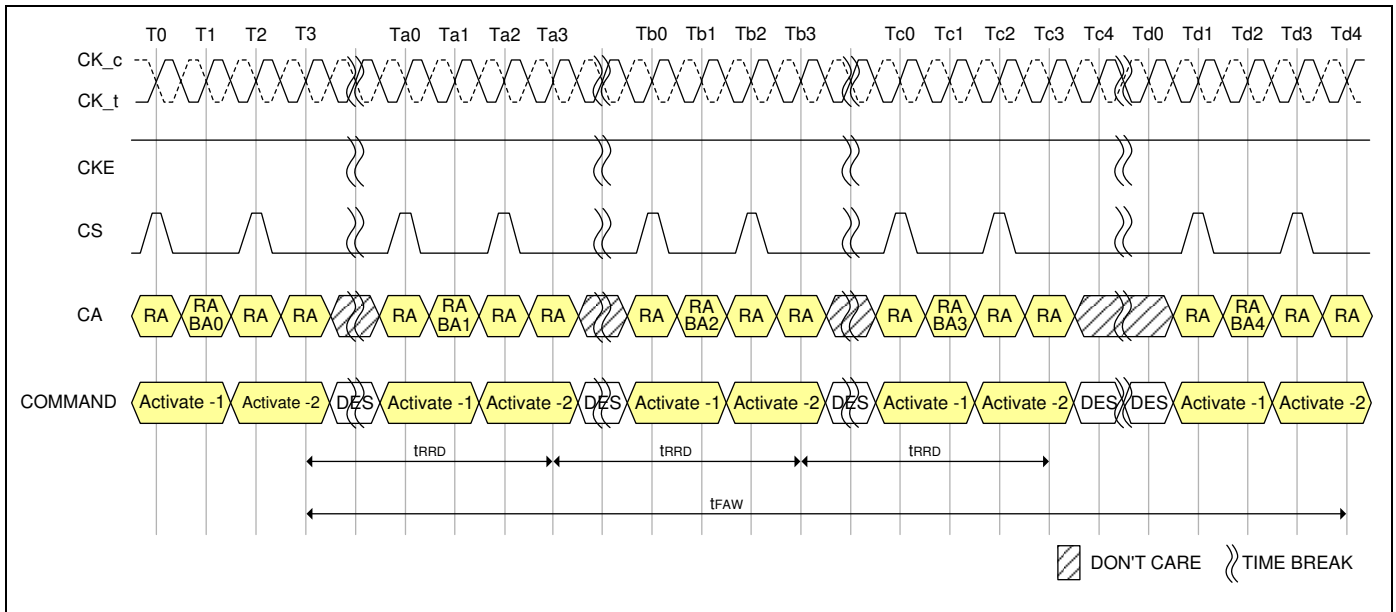 T0 T1 T2 T3 Ta0 Ta1 Ta2 Ta3 Tb0 Tb1 Tb2 Tb3 Tc0 Tc1 Tc2 Tc3 Tc4 Td0 Td1 Td2 Td3 Td4
CK_c
CK_t
CKE
CS
CA RA RA BA0 RA RA RA RA BA1 RA RA RA RA BA2 RA RA RA RA BA3 RA RA RA RA BA4 RA RA
COMMAND Activate -1 Activate -2 DES Activate -1 Activate -2 DES Activate -1 Activate -2 DES Activate -1 Activate -2 DES DES Activate -1 Activate -2
tRRD tRRD tRRD
tFAW
DON'T CARE TIME BREAK